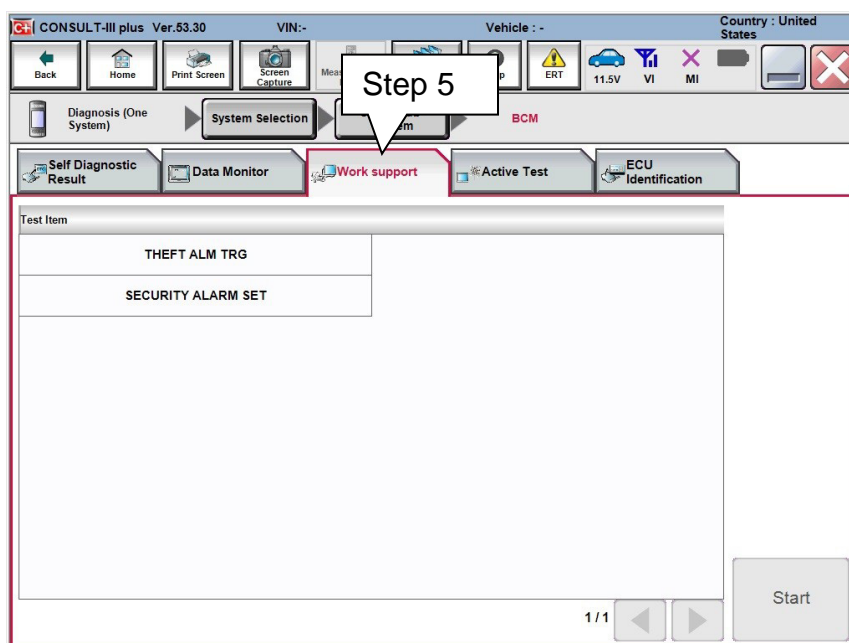 C+ CONSULT-III plus Ver.53.30 VIN:- Vehicle : - Country : United
States
Back Home Print Screen Screen
Capture
ERT 11.5V VI MI
Step 5
Diagnosis (One
System)
System Selection
BCM
Self Diagnostic
Result
Data Monitor
Work support
Active Test
ECU
Identification
Test Item
THEFT ALM TRG
SECURITY ALARM SET
1/1
Start